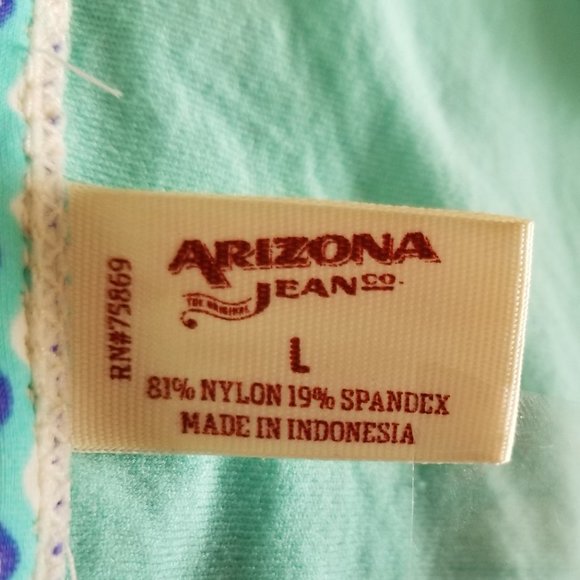 ARIZONA
JEAN CO.
THE ORIGINAL
L
81% NYLON 19% SPANDEX
MADE IN INDONESIA
RN#75869